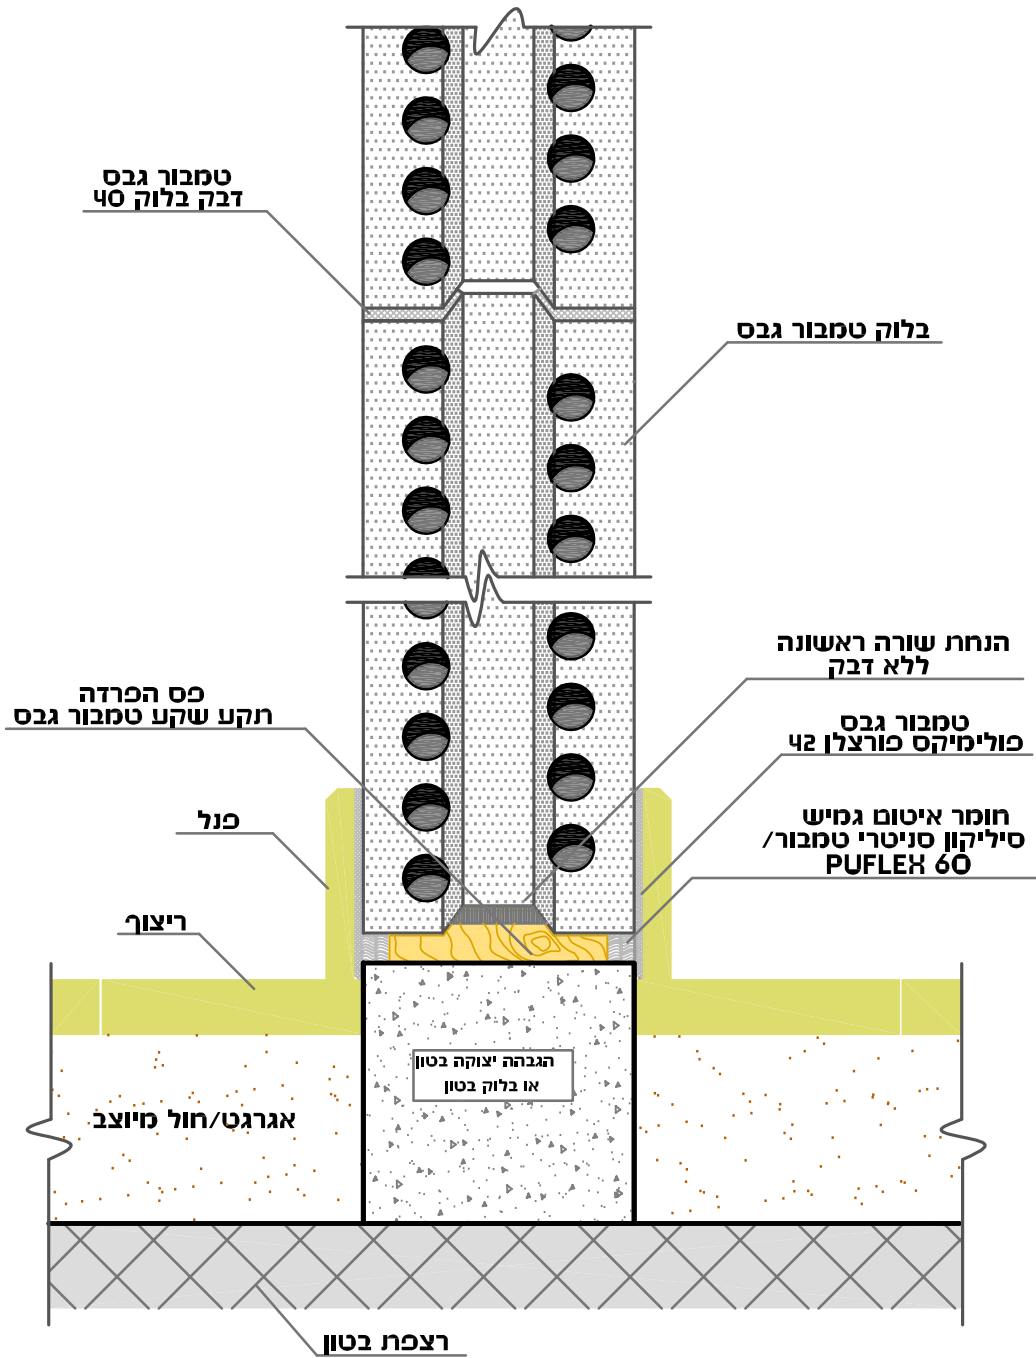 טמבור גבס
דבק בלוק 40
בלוק טמבור גבס
הנחת שורה ראשונה
ללא דבק
פס הפרדה
תקע שקע טמבור גבס
טמבור גבס
פולימיקס פורצלן 42
פנל
חומר איטום גמיש
סיליקון סניטרי טמבור/
PUFLEX 60
ריצוף
הגבהה יצוקה בטון
או בלוק בטון
אגרגט/חול מיוצב
רצפת בטון